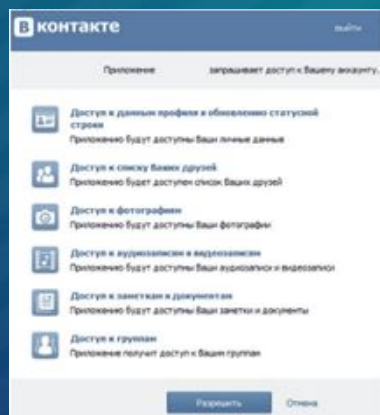 В контакте
выйти
Приложение запрашивает доступ к Вашему аккаунту.
Доступ к данным профиля и обновлению статусной
строки
Приложению будут доступны Ваши личные данные
Доступ к списку Ваших друзей
Приложению будет доступен список Ваших друзей
Доступ к фотографиям
Приложению будут доступны Ваши фотографии
Доступ к аудиозаписям и видеозаписям
Приложению будут доступны Ваши аудиозаписи и видеозаписи
Доступ к заметкам и документам
Приложению будут доступны Ваши заметки и документы
Доступ к группам
Приложение получит доступ к Вашим группам
Разрешить Отмена